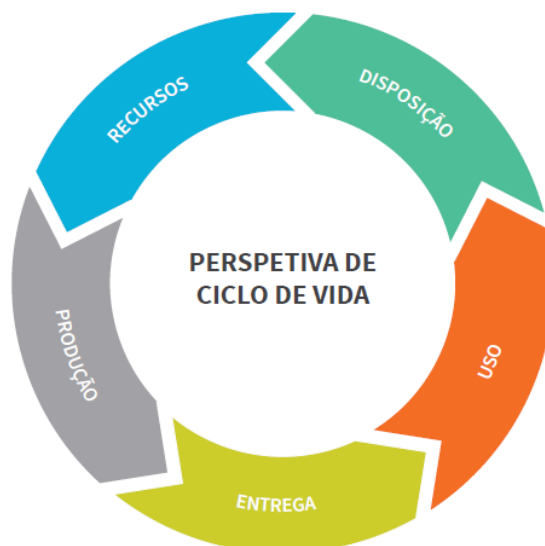 PERSPETIVA DE
CICLO DE VIDA
RECURSOS
DISPOSIÇÃO
USO
ENTREGA
PRODUÇÃO